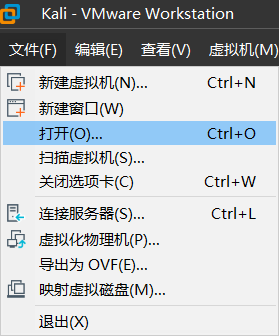 Kali - VMware Workstation
文件(F) 编辑(E) 查看(V) 虚拟机(M)
新建虚拟机(N)... Ctrl+N
新建窗口(W)
打开(O)... Ctrl+O
扫描虚拟机(S)...
关闭选项卡(C) Ctrl+W
连接服务器(S)... Ctrl+L
虚拟化物理机(P)...
导出为 OVF(E)...
映射虚拟磁盘(M)...
退出(X)